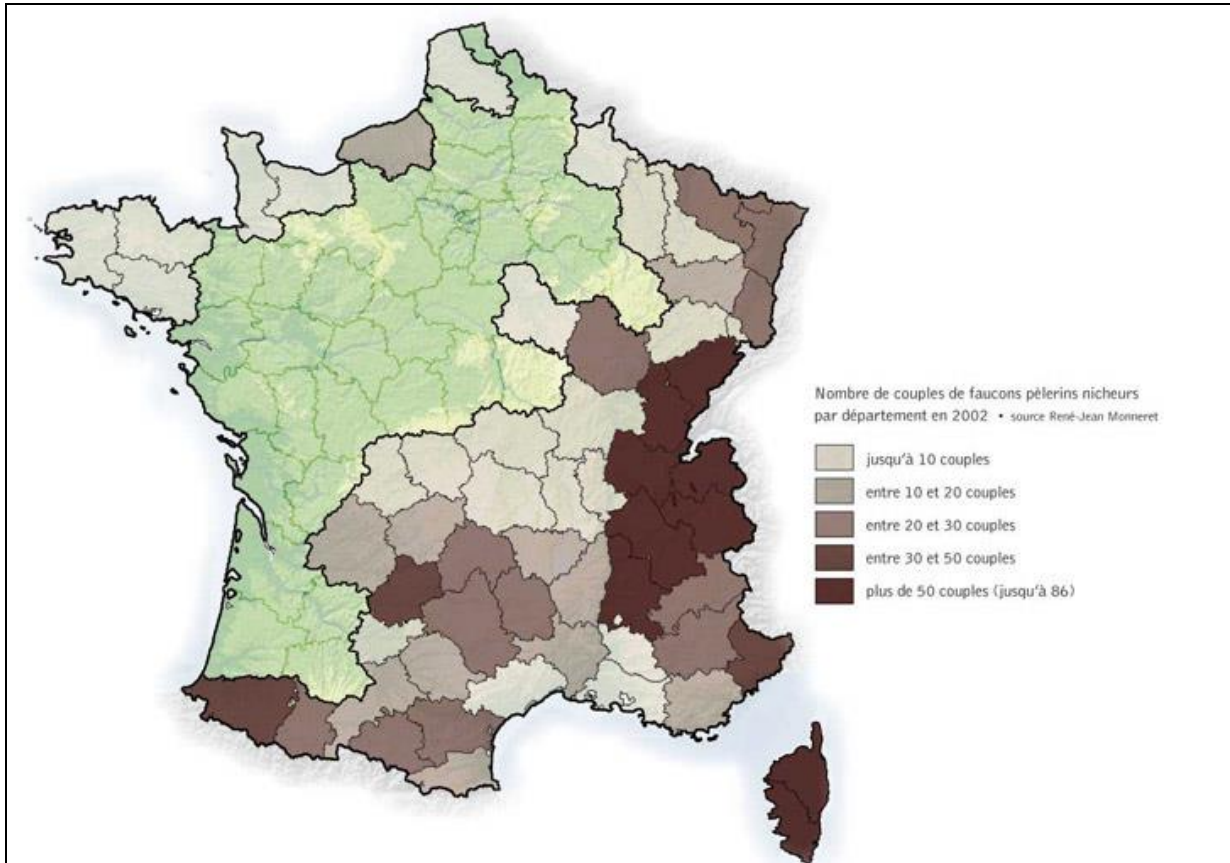 Nombre de couples de faucons pèlerins nicheurs
par département en 2002 • source René-Jean Monneret
jusqu'à 10 couples
entre 10 et 20 couples
entre 20 et 30 couples
entre 30 et 50 couples
plus de 50 couples (jusqu'à 86)